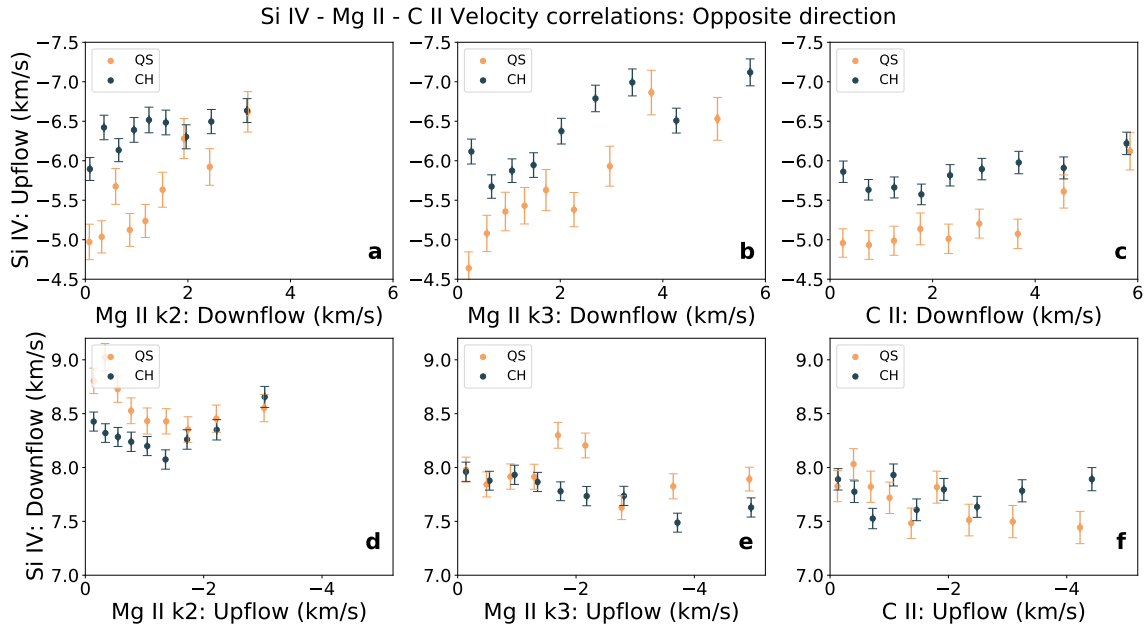 Si IV - Mg II - C II Velocity correlations: Opposite direction
Si IV: Upflow (km/s)
−7.5
−7.0
−6.5
−6.0
−5.5
−5.0
−4.5
QS
CH
a
0
2
4
6
Mg II k2: Downflow (km/s)
−7.5
−7.0
−6.5
−6.0
−5.5
−5.0
−4.5
QS
CH
b
0
2
4
6
Mg II k3: Downflow (km/s)
−7.5
−7.0
−6.5
−6.0
−5.5
−5.0
−4.5
QS
CH
c
0
2
4
6
C II: Downflow (km/s)
Si IV: Downflow (km/s)
9.0
8.5
8.0
7.5
7.0
QS
CH
d
0
−2
−4
Mg II k2: Upflow (km/s)
9.0
8.5
8.0
7.5
7.0
QS
CH
e
0
−2
−4
Mg II k3: Upflow (km/s)
9.0
8.5
8.0
7.5
7.0
QS
CH
f
0
−2
−4
C II: Upflow (km/s)